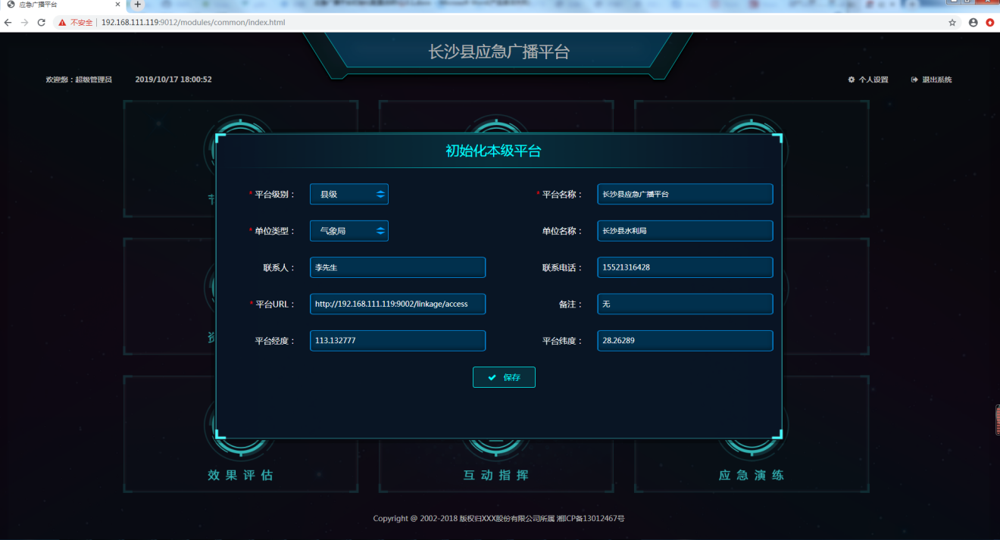 应急广播平台
不安全 192.168.111.119:9012/modules/common/index.html
长沙县应急广播平台
欢迎您：超级管理员 2019/10/17 18:00:52 个人设置 退出系统
初始化本级平台
* 平台级别： 县级 * 平台名称： 长沙县应急广播平台
* 单位类型： 气象局 单位名称： 长沙县水利局
联系人： 李先生 联系电话： 15521316428
* 平台URL： http://192.168.111.119:9002/linkage/access 备注： 无
平台经度： 113.132777 平台纬度： 28.26289
保存
效果评估 互动指挥 应急演练
Copyright @ 2002-2018 版权归XXX股份有限公司所属 湘ICP备13012467号